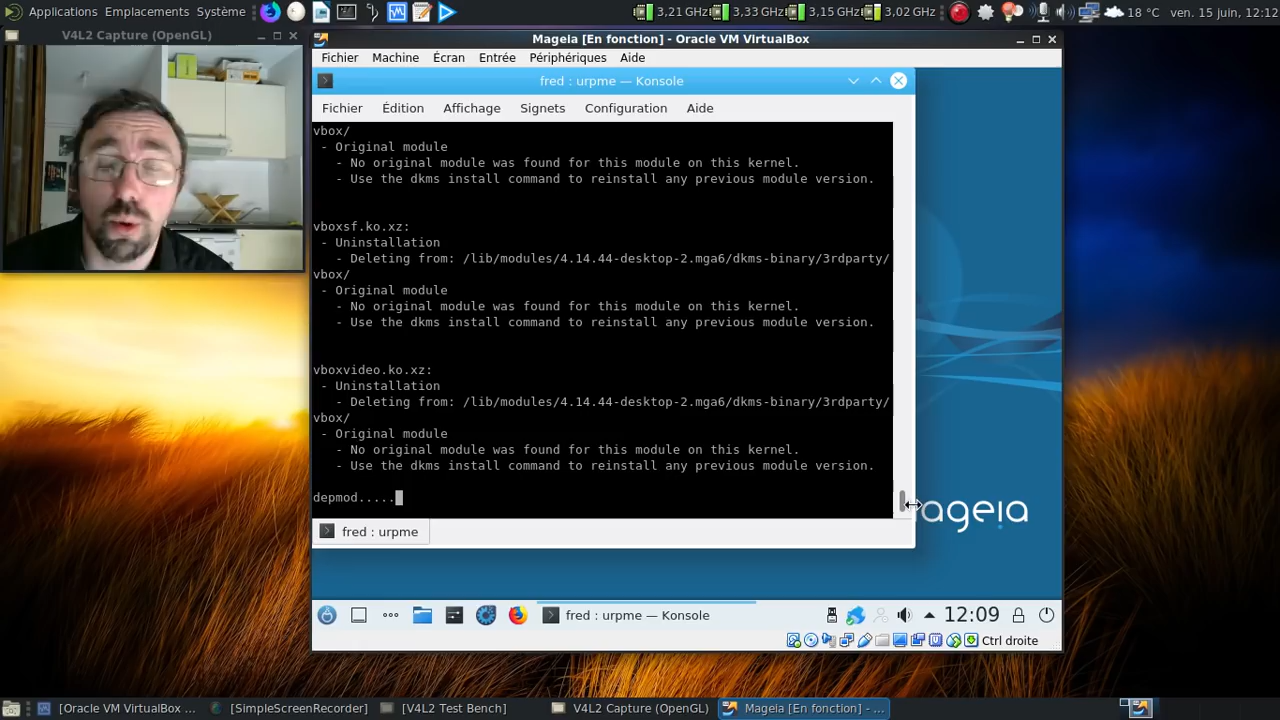 Applications Emplacements Système
3,21 GHz 3,33 GHz 3,15 GHz 3,02 GHz 18 °C ven. 15 juin, 12:12
V4L2 Capture (OpenGL)
Mageia [En fonction] - Oracle VM VirtualBox
Fichier Machine Écran Entrée Périphériques Aide
fred : urpme — Konsole
Fichier Édition Affichage Signets Configuration Aide
vbox/
- Original module
- No original module was found for this module on this kernel.
- Use the dkms install command to reinstall any previous module version.
vboxsf.ko.xz:
- Uninstallation
- Deleting from: /lib/modules/4.14.44-desktop-2.mga6/dkms-binary/3rdparty/
vbox/
- Original module
- No original module was found for this module on this kernel.
- Use the dkms install command to reinstall any previous module version.
vboxvideo.ko.xz:
- Uninstallation
- Deleting from: /lib/modules/4.14.44-desktop-2.mga6/dkms-binary/3rdparty/
vbox/
- Original module
- No original module was found for this module on this kernel.
- Use the dkms install command to reinstall any previous module version.
depmod.....
ageia
fred : urpme
fred : urpme — Konsole
12:09
Ctrl droite
[Oracle VM VirtualBox ...
[SimpleScreenRecorder]
[V4L2 Test Bench]
V4L2 Capture (OpenGL)
Mageia [En fonction] - ...